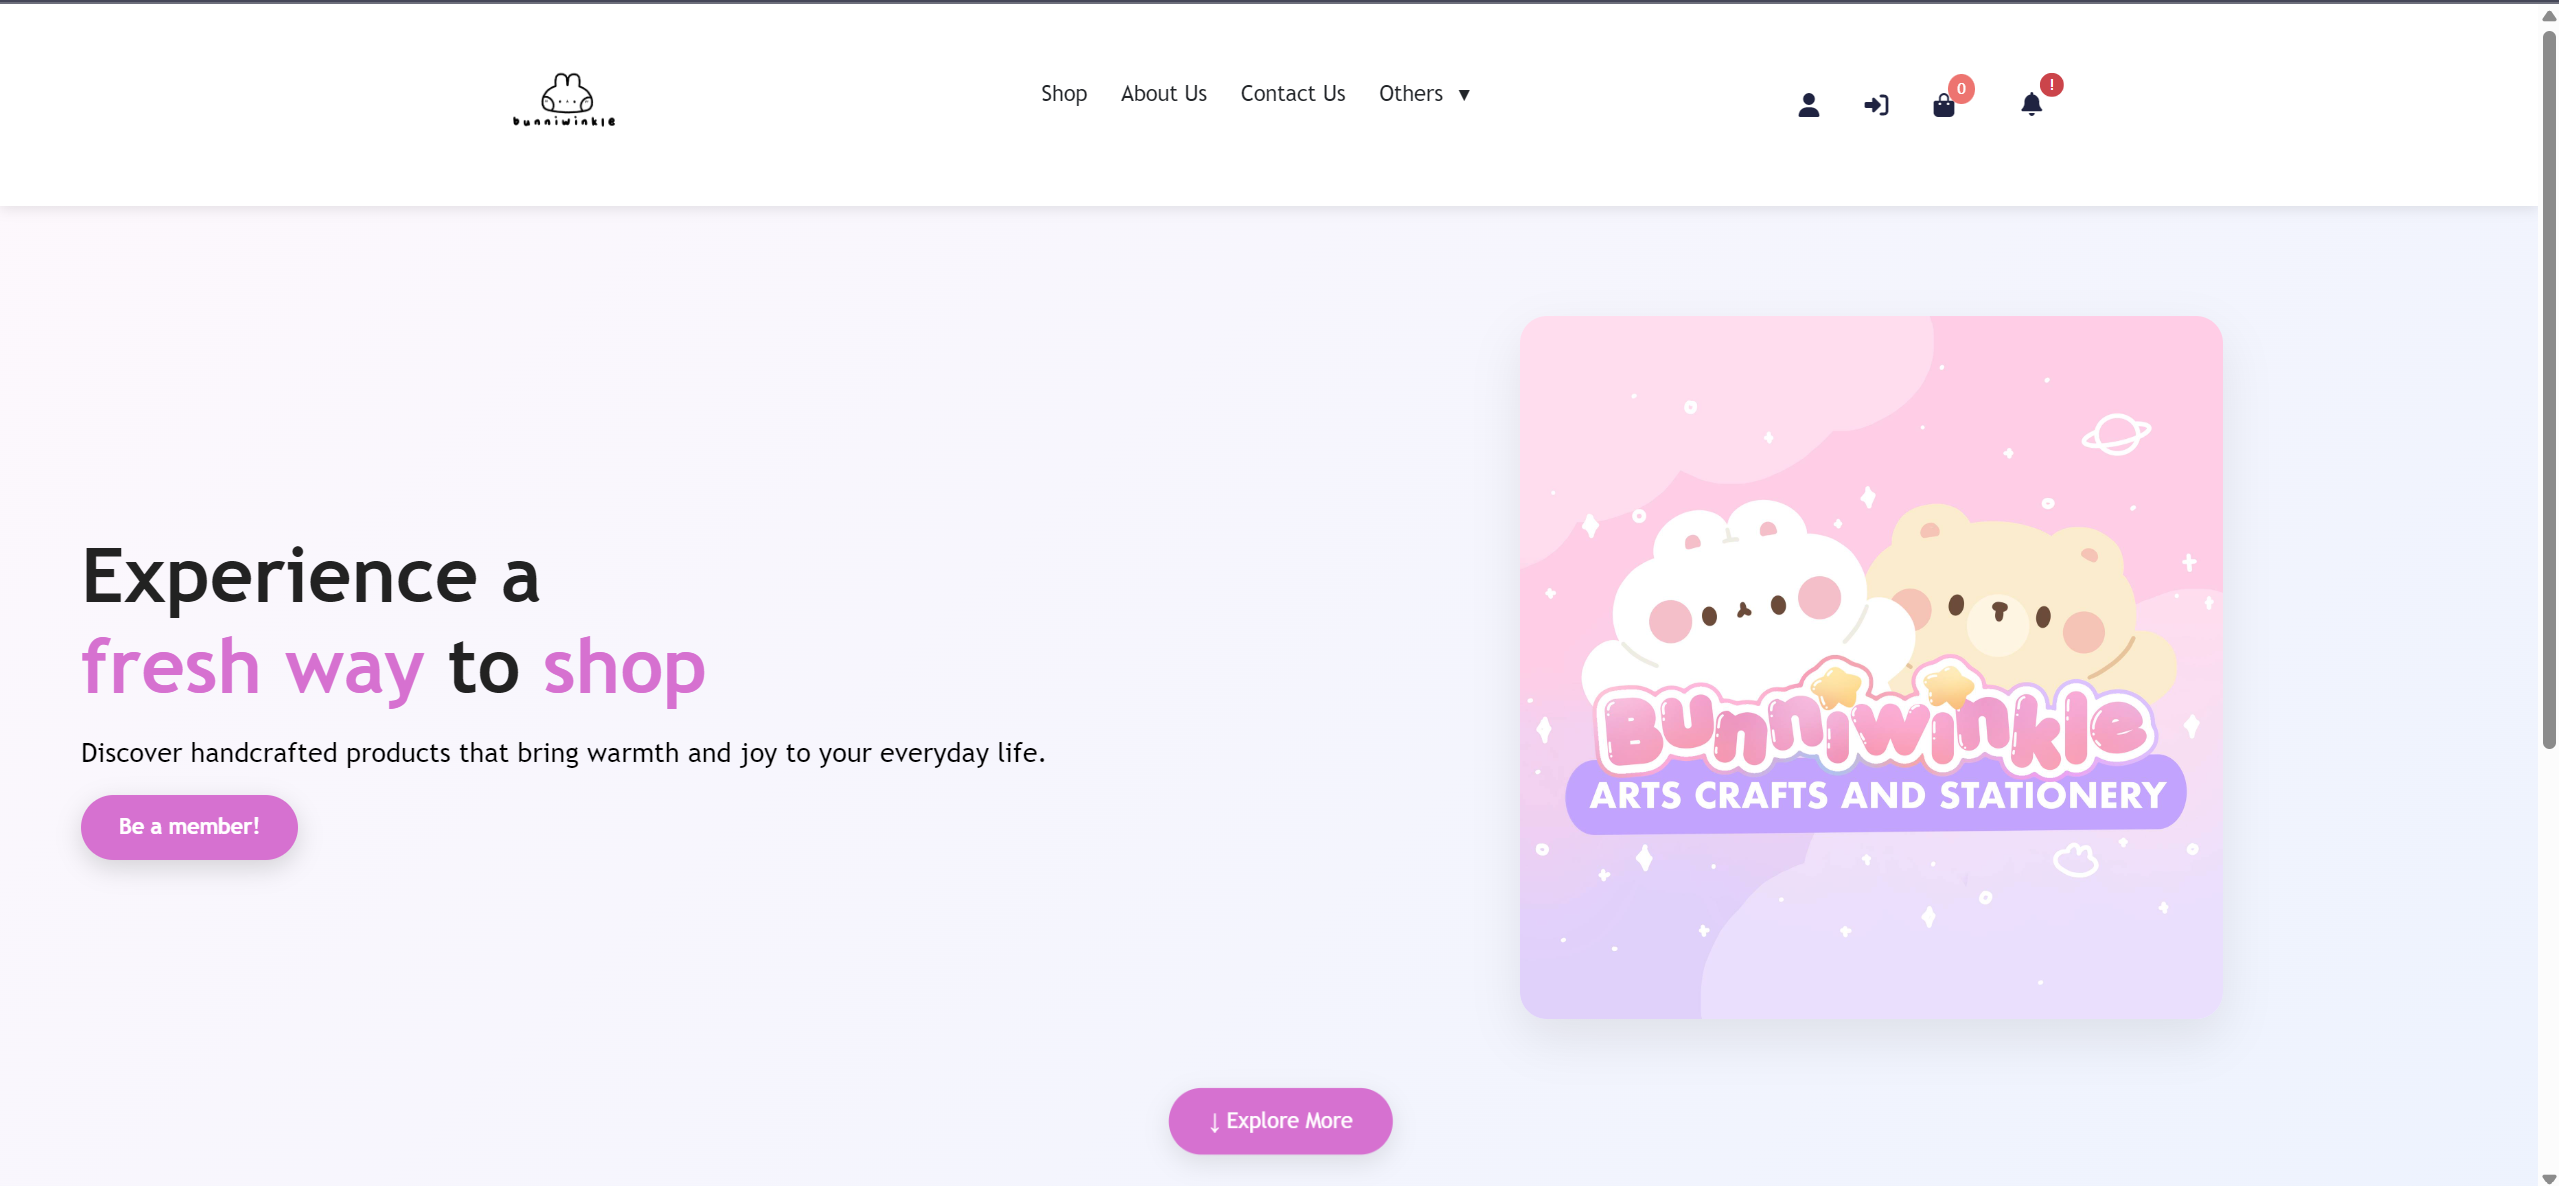 bunniwinkle
Shop
About Us
Contact Us
Others ▼
0
!
Experience a
fresh way to shop
Discover handcrafted products that bring warmth and joy to your everyday life.
Be a member!
Bunniwinkle
ARTS CRAFTS AND STATIONERY
↓ Explore More